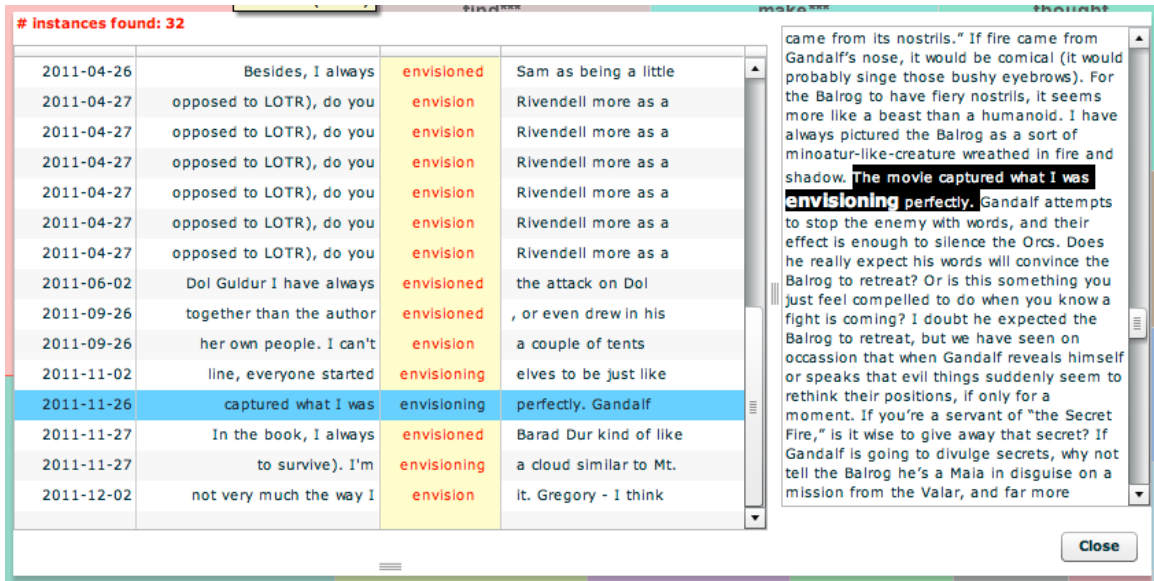 find***
make***
thought
# instances found: 32
2011-04-26 Besides, I always envisioned Sam as being a little
2011-04-27 opposed to LOTR), do you envision Rivendell more as a
2011-04-27 opposed to LOTR), do you envision Rivendell more as a
2011-04-27 opposed to LOTR), do you envision Rivendell more as a
2011-04-27 opposed to LOTR), do you envision Rivendell more as a
2011-04-27 opposed to LOTR), do you envision Rivendell more as a
2011-04-27 opposed to LOTR), do you envision Rivendell more as a
2011-06-02 Dol Guldur I have always envisioned the attack on Dol
2011-09-26 together than the author envisioned , or even drew in his
2011-09-26 her own people. I can't envision a couple of tents
2011-11-02 line, everyone started envisioning elves to be just like
2011-11-26 captured what I was envisioning perfectly. Gandalf
2011-11-27 In the book, I always envisioned Barad Dur kind of like
2011-11-27 to survive). I'm envisioning a cloud similar to Mt.
2011-12-02 not very much the way I envision it. Gregory - I think
came from its nostrils.” If fire came from
Gandalf’s nose, it would be comical (it would
probably singe those bushy eyebrows). For
the Balrog to have fiery nostrils, it seems
more like a beast than a humanoid. I have
always pictured the Balrog as a sort of
minoatur-like-creature wreathed in fire and
shadow. The movie captured what I was
envisioning perfectly. Gandalf attempts
to stop the enemy with words, and their
effect is enough to silence the Orcs. Does
he really expect his words will convince the
Balrog to retreat? Or is this something you
just feel compelled to do when you know a
fight is coming? I doubt he expected the
Balrog to retreat, but we have seen on
occassion that when Gandalf reveals himself
or speaks that evil things suddenly seem to
rethink their positions, if only for a
moment. If you’re a servant of “the Secret
Fire,” is it wise to give away that secret? If
Gandalf is going to divulge secrets, why not
tell the Balrog he’s a Maia in disguise on a
mission from the Valar, and far more
Close